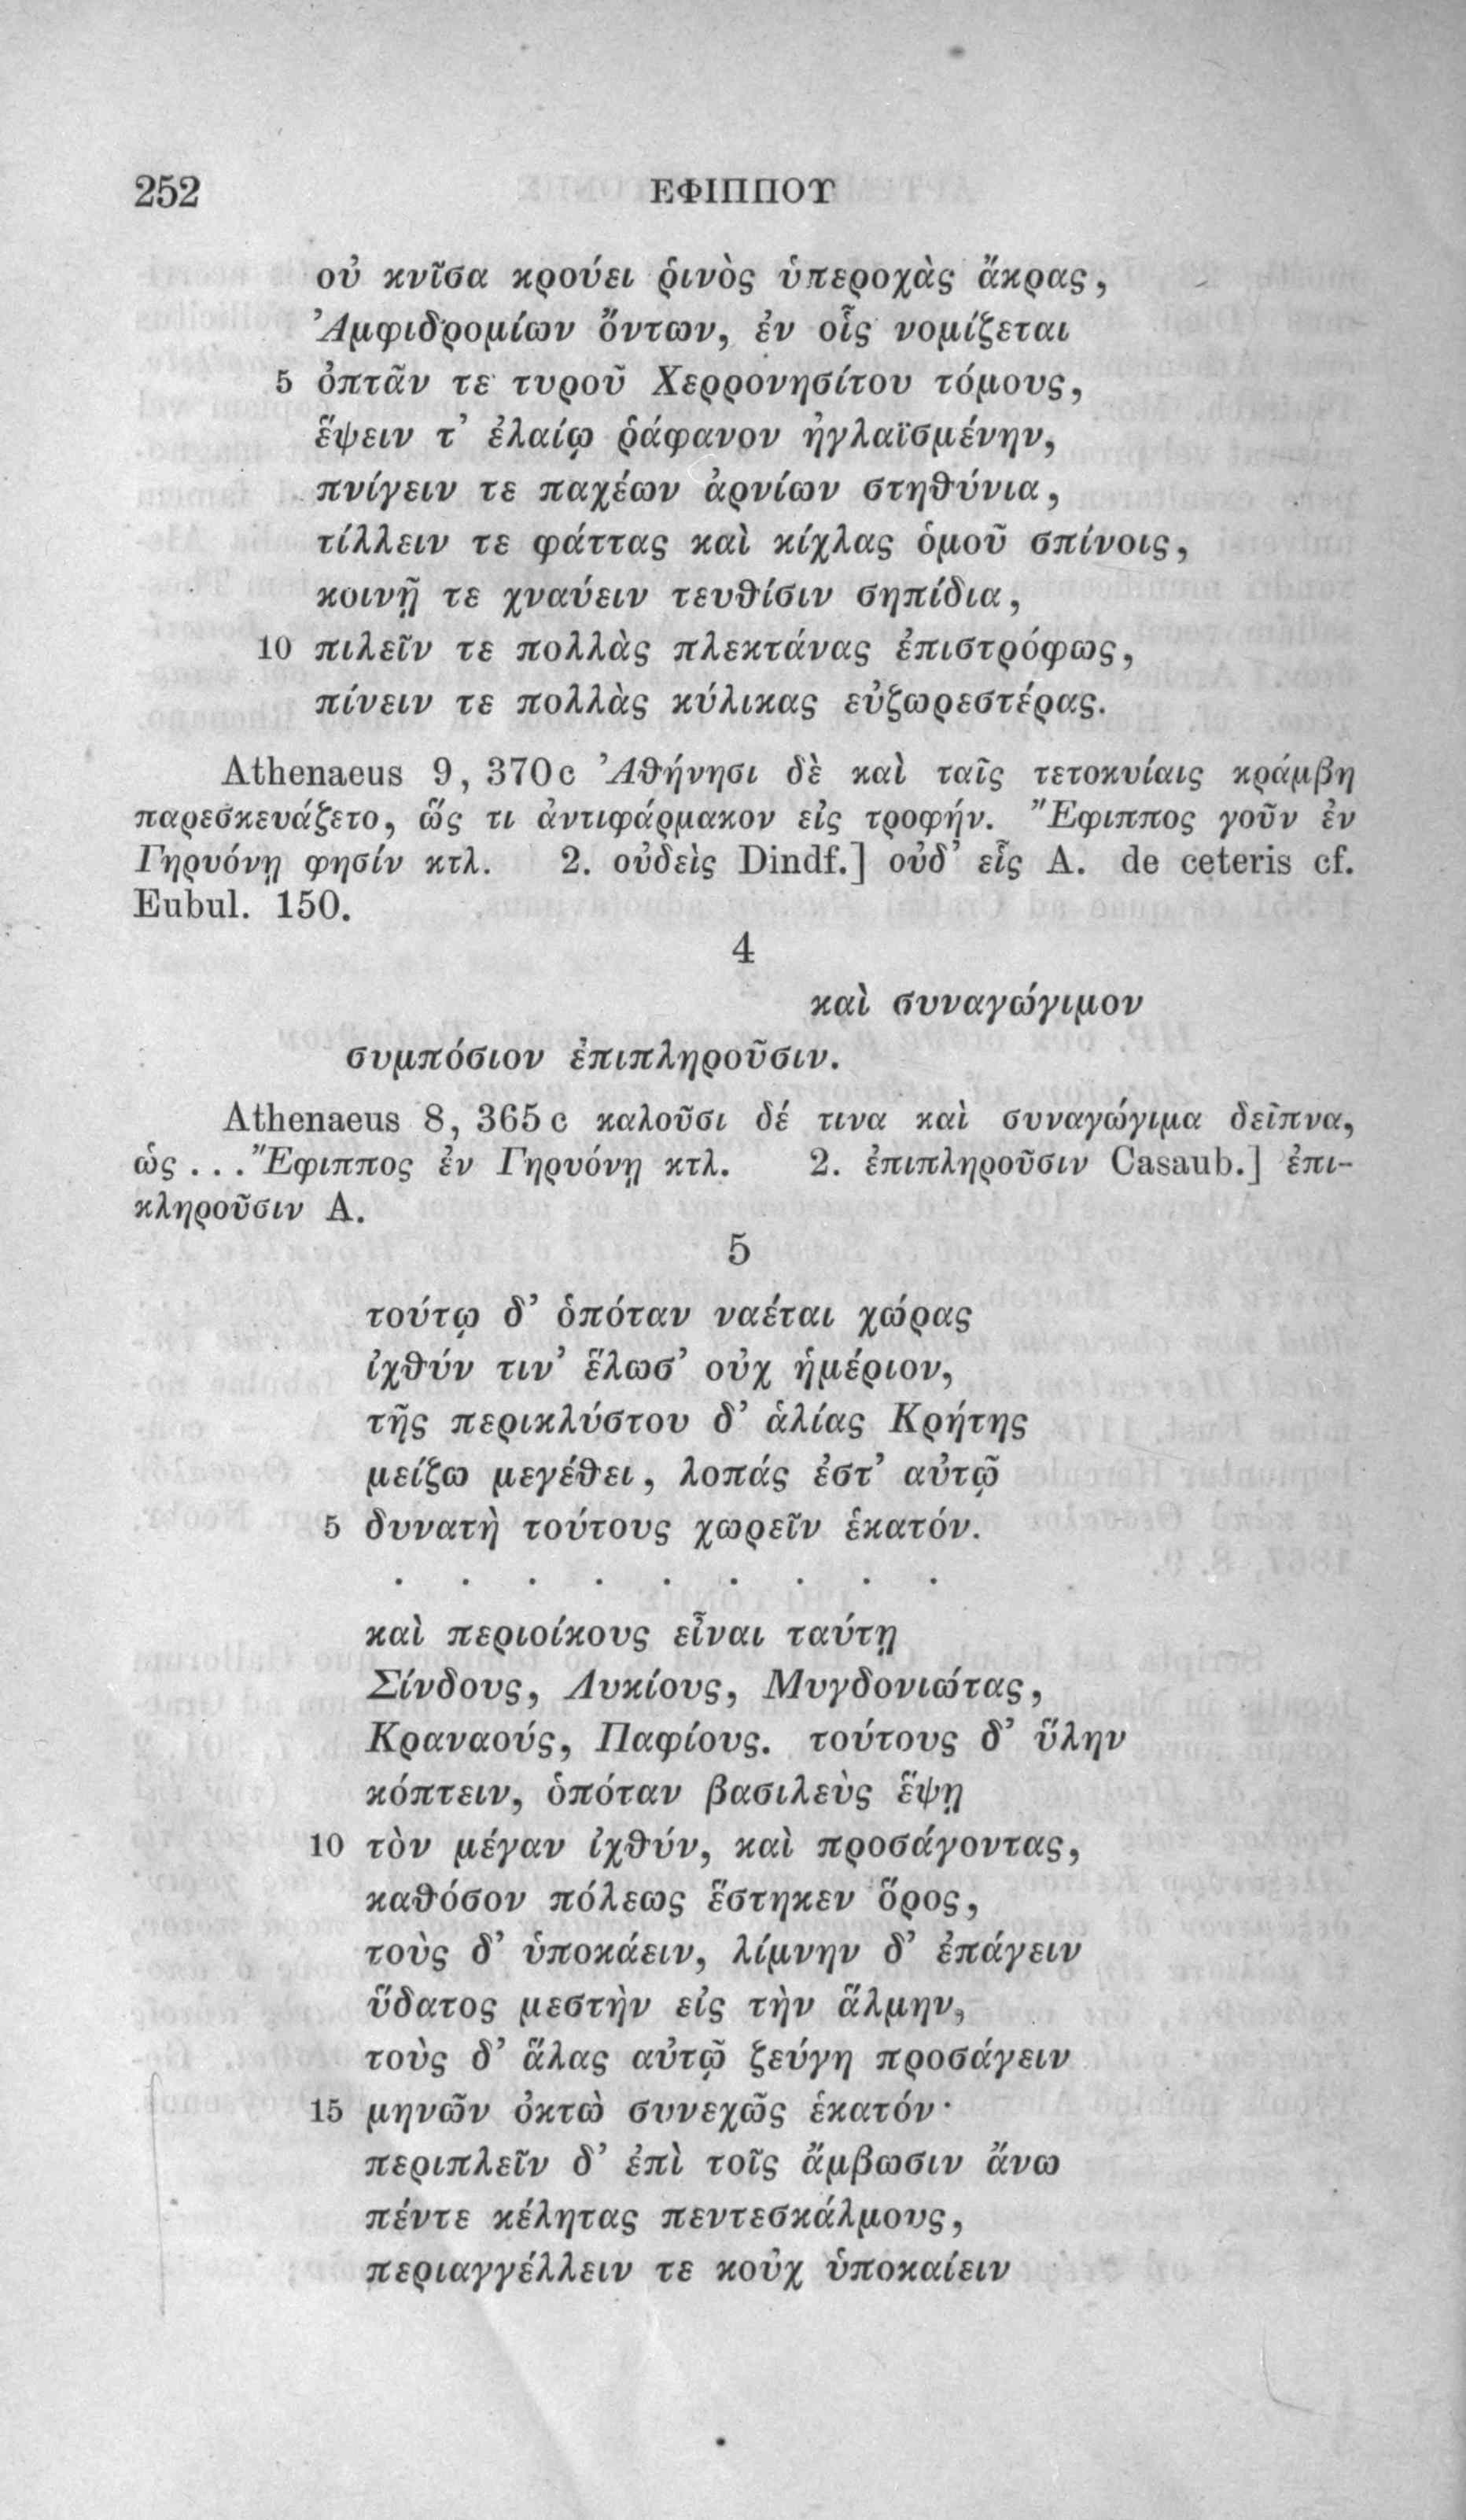 252 ΕΦΙΠΠΟΥ
οὐ κνῖσα κρούει ῥινὸς ὑπεροχὰς ἄκρας,
Ἀμφιδρομίων ὄντων, ἐν οἷς νομίζεται
5 ὀπτᾶν τε τυροῦ Χερρονησίτου τόμους,
ἕψειν τ’ ἐλαίῳ ῥάφανον ἠγλαϊσμένην,
πνίγειν τε παχέων ἀρνίων στηθύνια,
τίλλειν τε φάττας καὶ κίχλας ὁμοῦ σπίνοις,
κοινῇ τε χναύειν τευθίσιν σηπίδια,
10 πιλεῖν τε πολλὰς πλεκτάνας ἐπιστρόφως,
πίνειν τε πολλὰς κύλικας εὐζωρεστέρας.
Athenaeus 9, 370c Ἀθήνησι δὲ καὶ ταῖς τετοκυίαις κράμβη
παρεσκευάζετο, ὥς τι ἀντιφάρμακον εἰς τροφήν. Ἔφιππος γοῦν ἐν
Γηρυόνῃ φησίν κτλ. 2. οὐδεὶς Dindf.] οὐδ’ εἷς A. de ceteris cf.
Eubul. 150.
4
καὶ συναγώγιμον
συμπόσιον ἐπιπληροῦσιν.
Athenaeus 8, 365 c καλοῦσι δέ τινα καὶ συναγώγιμα δεῖπνα,
ὡς . . . Ἔφιππος ἐν Γηρυόνῃ κτλ. 2. ἐπιπληροῦσιν Casaub.] ἐπι-
κληροῦσιν A.
5
τούτῳ δ’ ὁπόταν ναέται χώρας
ἰχθύν τιν’ ἕλωσ’ οὐχ ἡμέριον,
τῆς περικλύστου δ’ ἁλίας Κρήτης
μείζω μεγέθει, λοπάς ἐστ’ αὐτῷ
5 δυνατὴ τούτους χωρεῖν ἑκατόν.
. . . . . . . . .
καὶ περιοίκους εἶναι ταύτῃ
Σίνδους, Λυκίους, Μυγδονιώτας,
Κραναούς, Παφίους. τούτους δ’ ὕλην
κόπτειν, ὁπόταν βασιλεὺς ἕψῃ
10 τὸν μέγαν ἰχθύν, καὶ προσάγοντας,
καθόσον πόλεως ἕστηκεν ὅρος,
τοὺς δ’ ὑποκάειν, λίμνην δ’ ἐπάγειν
ὕδατος μεστὴν εἰς τὴν ἅλμην,
τοὺς δ’ ἅλας αὐτῷ ζεύγη προσάγειν
15 μηνῶν ὀκτὼ συνεχῶς ἑκατόν·
περιπλεῖν δ’ ἐπὶ τοῖς ἄμβωσιν ἄνω
πέντε κέλητας πεντεσκάλμους,
περιαγγέλλειν τε κοὐχ ὑποκαίειν